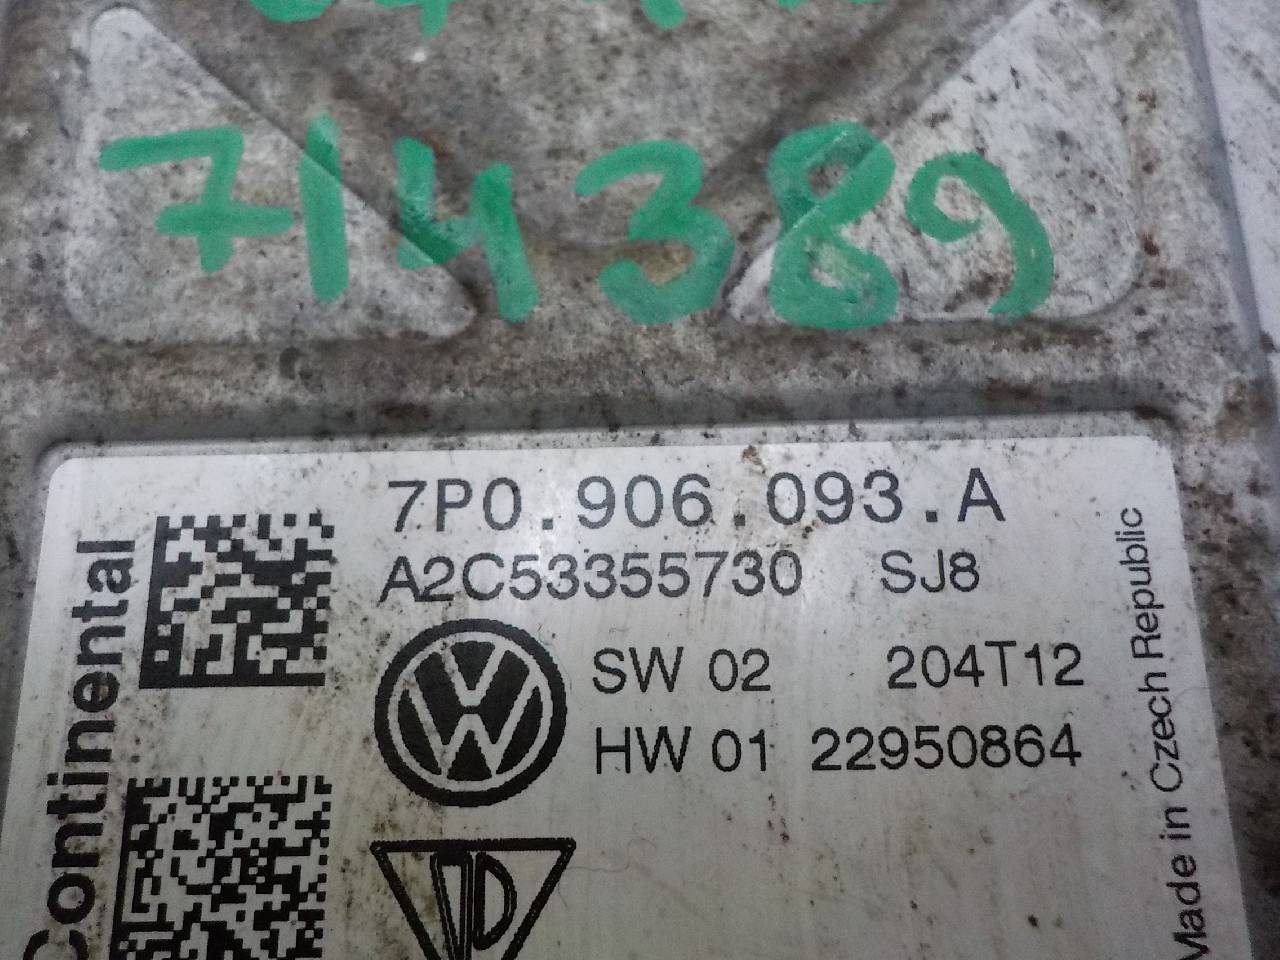 714389
7P0.906.093.A
A2C53355730 SJ8
SW 02 204T12
HW 01 22950864
Continental
Made in Czech Republic